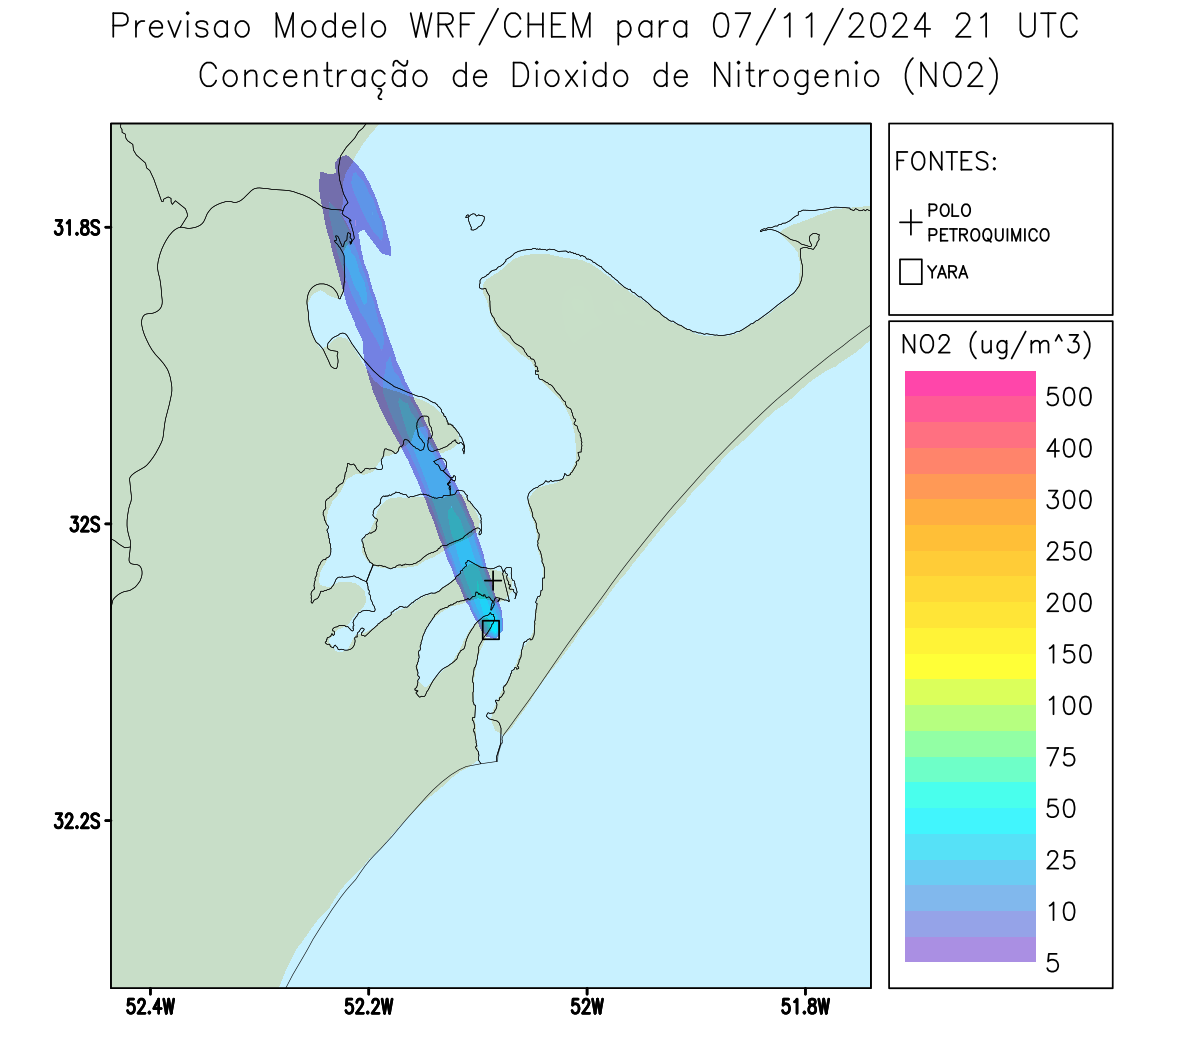 Previsao Modelo WRF/CHEM para 07/11/2024 21 UTC
Concentração de Dioxido de Nitrogenio (NO2)
FONTES:
POLO
PETROQUIMICO
YARA
NO2 (ug/m^3)
500
400
300
250
200
150
100
75
50
25
10
5
31.8S
32S
32.2S
52.4W
52.2W
52W
51.8W